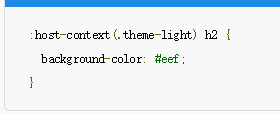 :host-context(.theme-light) h2 {
  background-color: #eef;
}